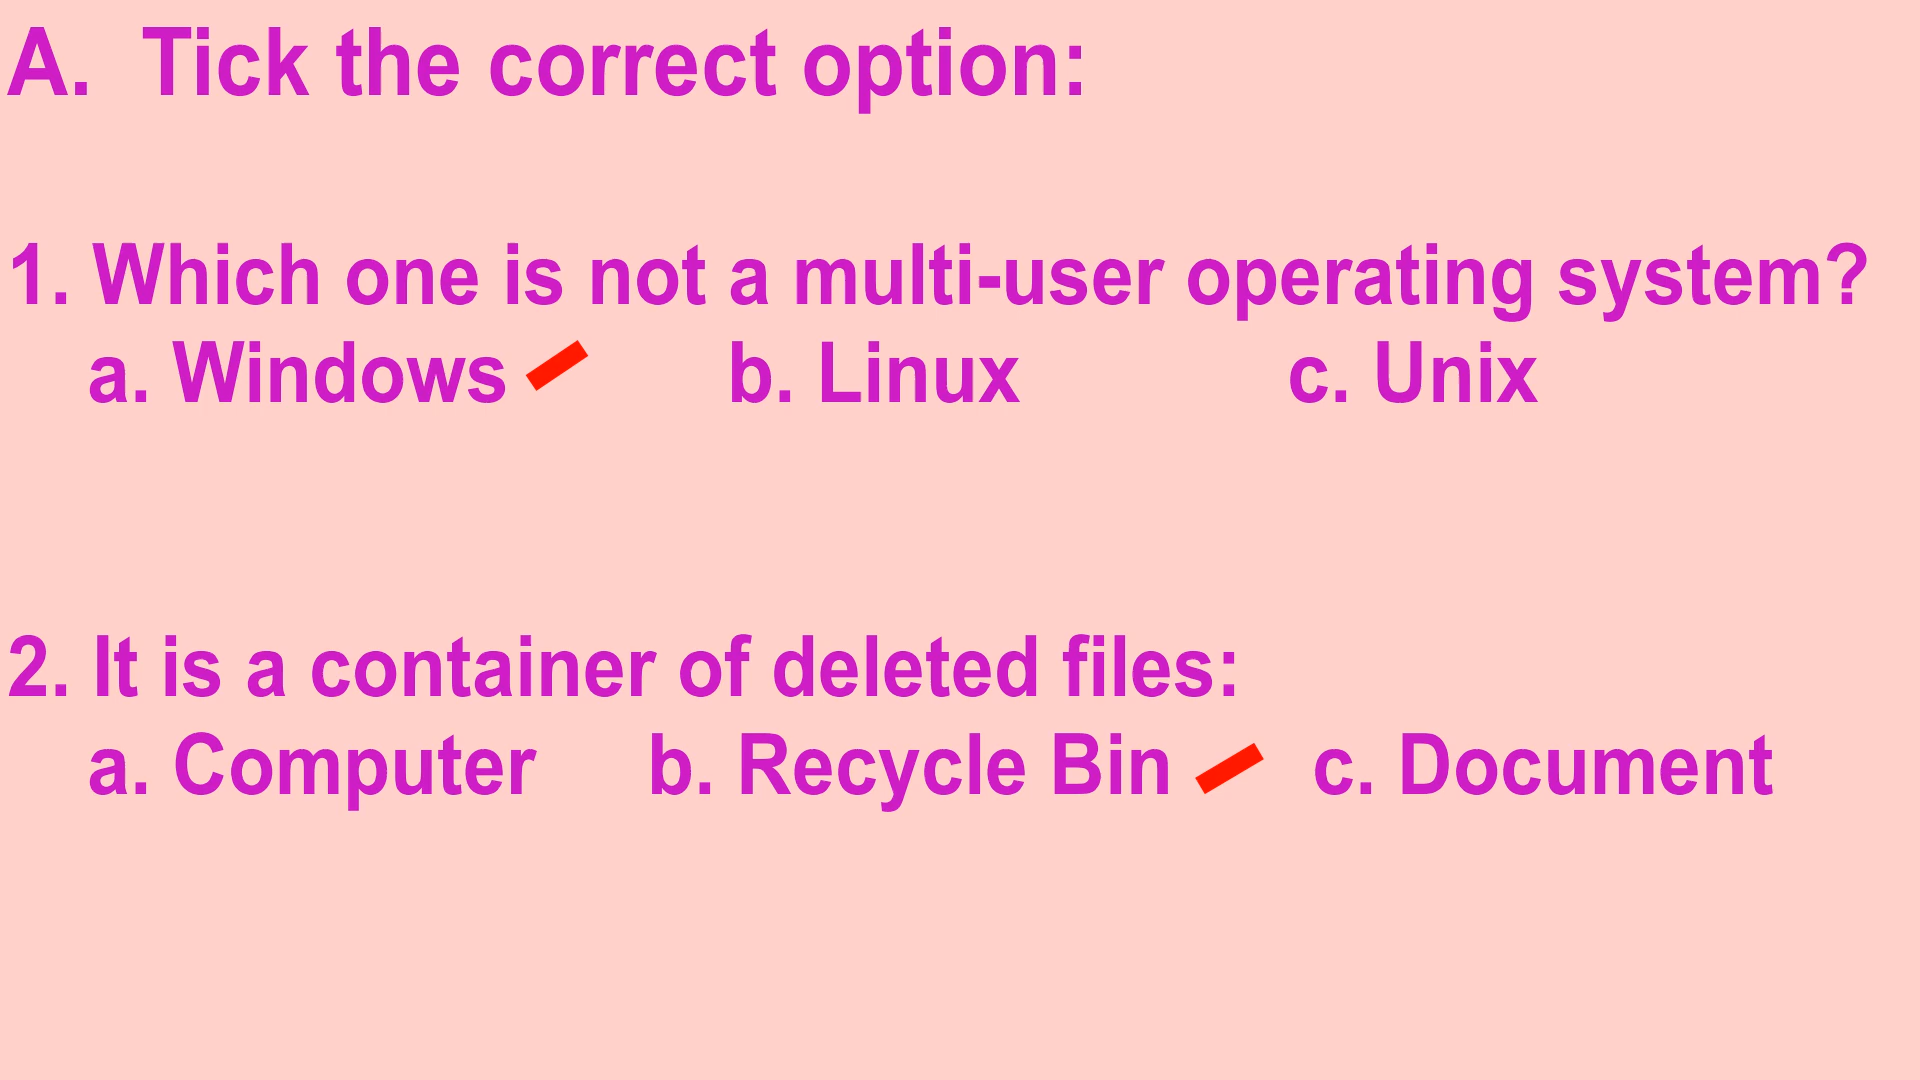 A. Tick the correct option:
1. Which one is not a multi-user operating system?
a. Windows b. Linux c. Unix
2. It is a container of deleted files:
a. Computer b. Recycle Bin c. Document